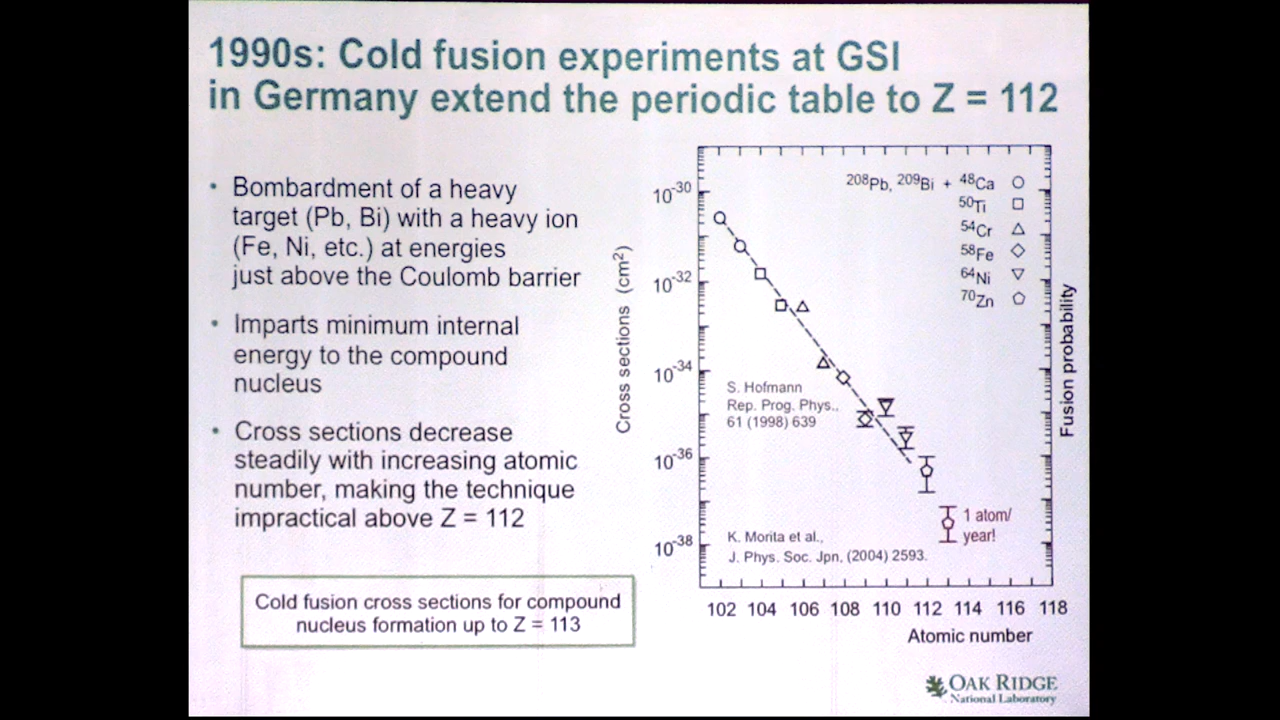 1990s: Cold fusion experiments at GSI
in Germany extend the periodic table to Z = 112
• Bombardment of a heavy
target (Pb, Bi) with a heavy ion
(Fe, Ni, etc.) at energies
just above the Coulomb barrier
• Imparts minimum internal
energy to the compound
nucleus
• Cross sections decrease
steadily with increasing atomic
number, making the technique
impractical above Z = 112
Cold fusion cross sections for compound
nucleus formation up to Z = 113
Cross sections (cm²)
10⁻³⁰
10⁻³²
10⁻³⁴
10⁻³⁶
10⁻³⁸
²⁰⁸Pb, ²⁰⁹Bi + ⁴⁸Ca
⁵⁰Ti
⁵⁴Cr
⁵⁸Fe
⁶⁴Ni
⁷⁰Zn
S. Hofmann
Rep. Prog. Phys.,
61 (1998) 639
1 atom/
year!
K. Morita et al.,
J. Phys. Soc. Jpn, (2004) 2593.
Fusion probability
102 104 106 108 110 112 114 116 118
Atomic number
OAK RIDGE
National Laboratory